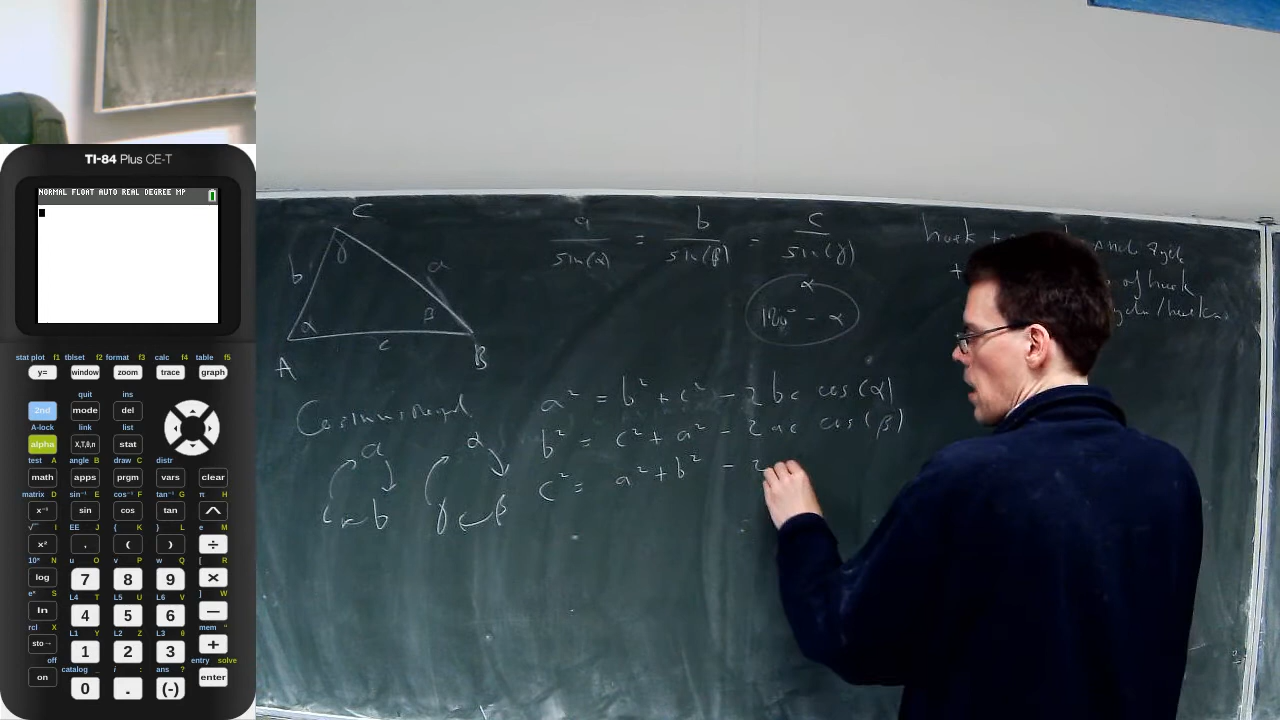 TI-84 Plus CE-T
NORMAL FLOAT AUTO REAL DEGREE MP
stat plot f1 tblset f2 format f3 calc f4 table f5
y= window zoom trace graph
quit ins
2nd mode del
A-lock link list
alpha X,T,θ,n stat
test A angle B draw C distr
math apps prgm vars clear
matrix D sin⁻¹ E cos⁻¹ F tan⁻¹ G π H
x⁻¹ sin cos tan ^
√ I EE J { K } L e M
x² , ( ) ÷
10ˣ N u O v P w Q [ R
log 7 8 9 ×
eˣ S L4 T L5 U L6 V ] W
ln 4 5 6 −
rcl X L1 Y L2 Z L3 θ mem "
sto→ 1 2 3 +
off catalog _ i : ans ? entry solve
on 0 . (-) enter
C
b γ a
α β
A c B
a/sin(α) = b/sin(β) = c/sin(γ)
α
180° − α
Cosinusregel
a² = b² + c² − 2bc cos(α)
b² = c² + a² − 2ac cos(β)
c² = a² + b² − 2
a α
c b γ β
hoek
zijde
of hoek